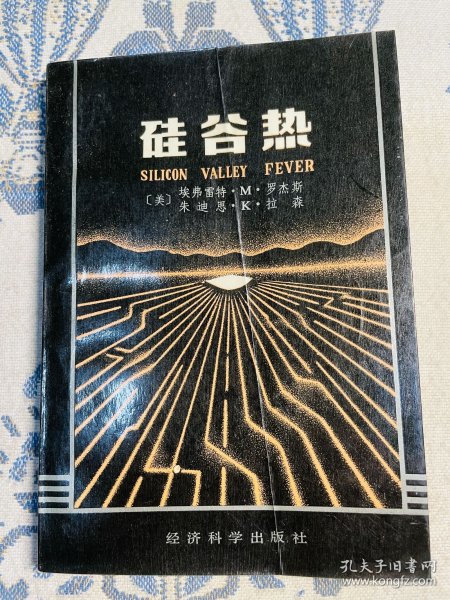 硅谷热
SILICON VALLEY FEVER
〔美〕埃弗雷特·M·罗杰斯
朱迪恩·K·拉森
经济科学出版社
孔夫子旧书网
www.kongfz.com